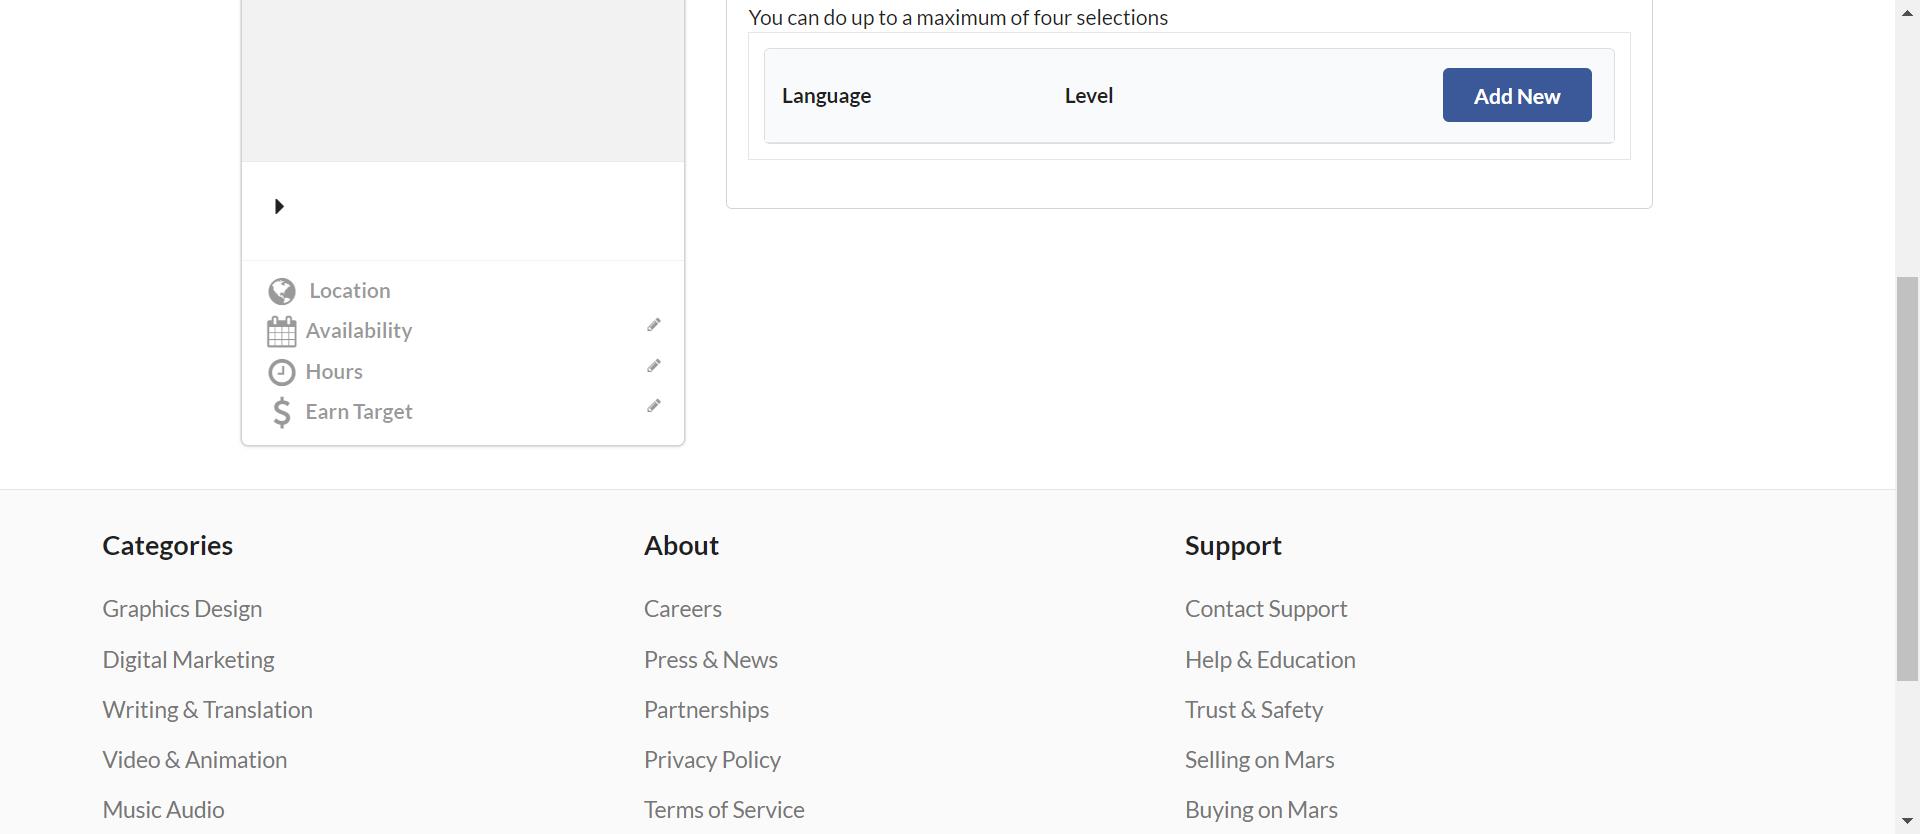 You can do up to a maximum of four selections
Language Level Add New
Location
Availability
Hours
Earn Target
Categories
Graphics Design
Digital Marketing
Writing & Translation
Video & Animation
Music Audio
About
Careers
Press & News
Partnerships
Privacy Policy
Terms of Service
Support
Contact Support
Help & Education
Trust & Safety
Selling on Mars
Buying on Mars